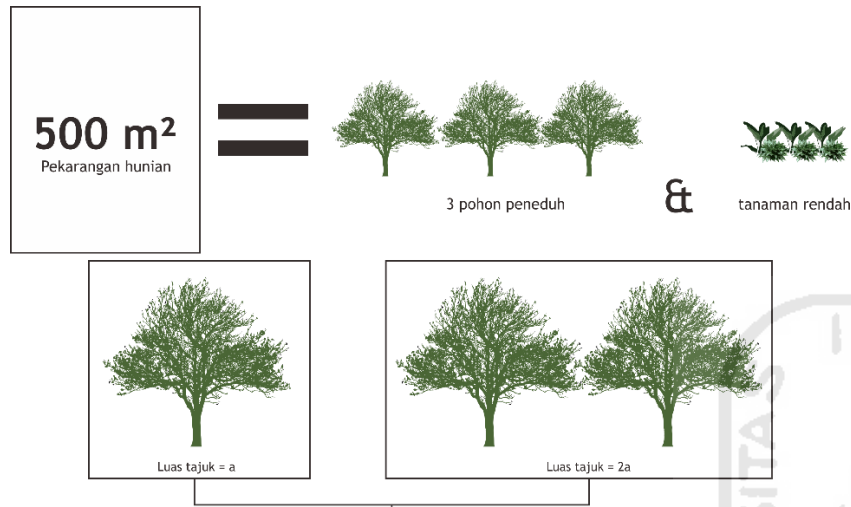 500 m²
Pekarangan hunian
3 pohon peneduh
&
tanaman rendah
Luas tajuk = a
Luas tajuk = 2a